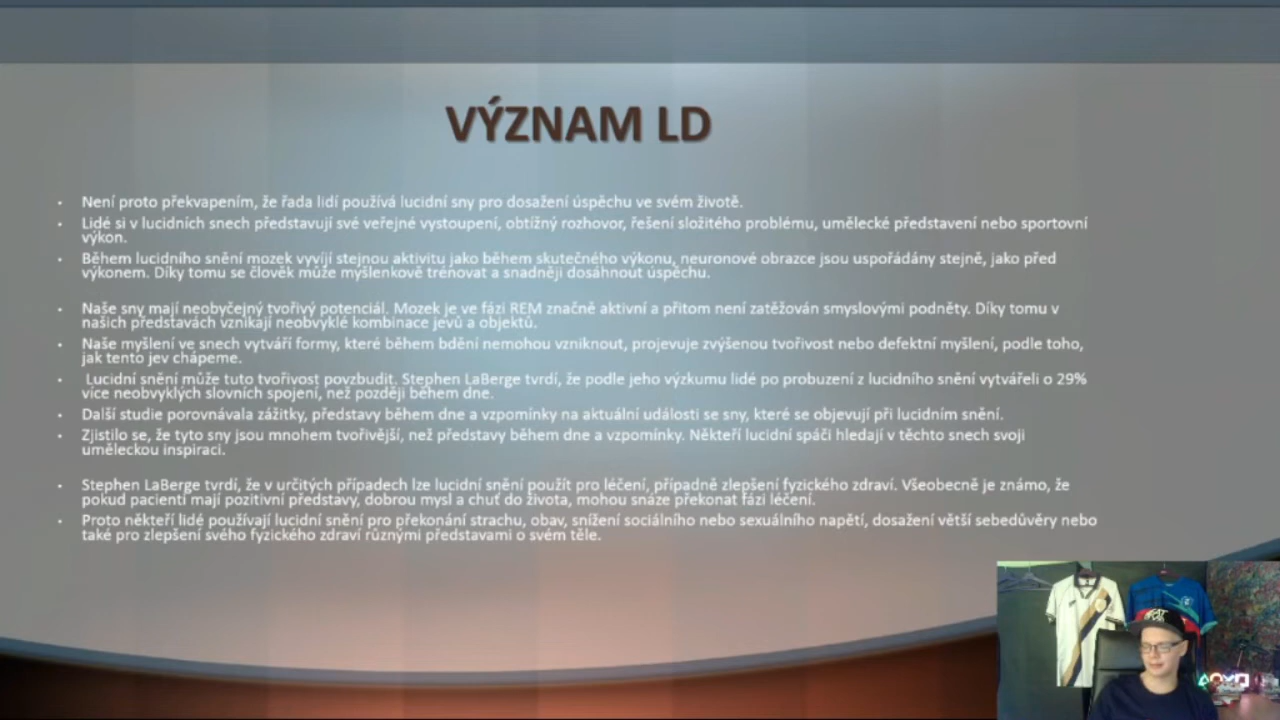 VÝZNAM LD
• Není proto překvapením, že řada lidí používá lucidní sny pro dosažení úspěchu ve svém životě.
• Lidé si v lucidních snech představují své veřejné vystoupení, obtížný rozhovor, řešení složitého problému, umělecké představení nebo sportovní
výkon.
• Během lucidního snění mozek vyvíjí stejnou aktivitu jako během skutečného výkonu, neuronové obrazce jsou uspořádány stejně, jako před
výkonem. Díky tomu se člověk může myšlenkově trénovat a snadněji dosáhnout úspěchu.
• Naše sny mají neobyčejný tvořivý potenciál. Mozek je ve fázi REM značně aktivní a přitom není zatěžován smyslovými podněty. Díky tomu v
našich představách vznikají neobvyklé kombinace jevů a objektů.
• Naše myšlení ve snech vytváří formy, které během bdění nemohou vzniknout, projevuje zvýšenou tvořivost nebo defektní myšlení, podle toho,
jak tento jev chápeme.
• Lucidní snění může tuto tvořivost povzbudit. Stephen LaBerge tvrdí, že podle jeho výzkumu lidé po probuzení z lucidního snění vytvářeli o 29%
více neobvyklých slovních spojení, než později během dne.
• Další studie porovnávala zážitky, představy během dne a vzpomínky na aktuální události se sny, které se objevují při lucidním snění.
• Zjistilo se, že tyto sny jsou mnohem tvořivější, než představy během dne a vzpomínky. Někteří lucidní spáči hledají v těchto snech svoji
uměleckou inspiraci.
• Stephen LaBerge tvrdí, že v určitých případech lze lucidní snění použít pro léčení, případně zlepšení fyzického zdraví. Všeobecně je známo, že
pokud pacienti mají pozitivní představy, dobrou mysl a chuť do života, mohou snáze překonat fázi léčení.
• Proto někteří lidé používají lucidní snění pro překonání strachu, obav, snížení sociálního nebo sexuálního napětí, dosažení větší sebedůvěry nebo
také pro zlepšení svého fyzického zdraví různými představami o svém těle.